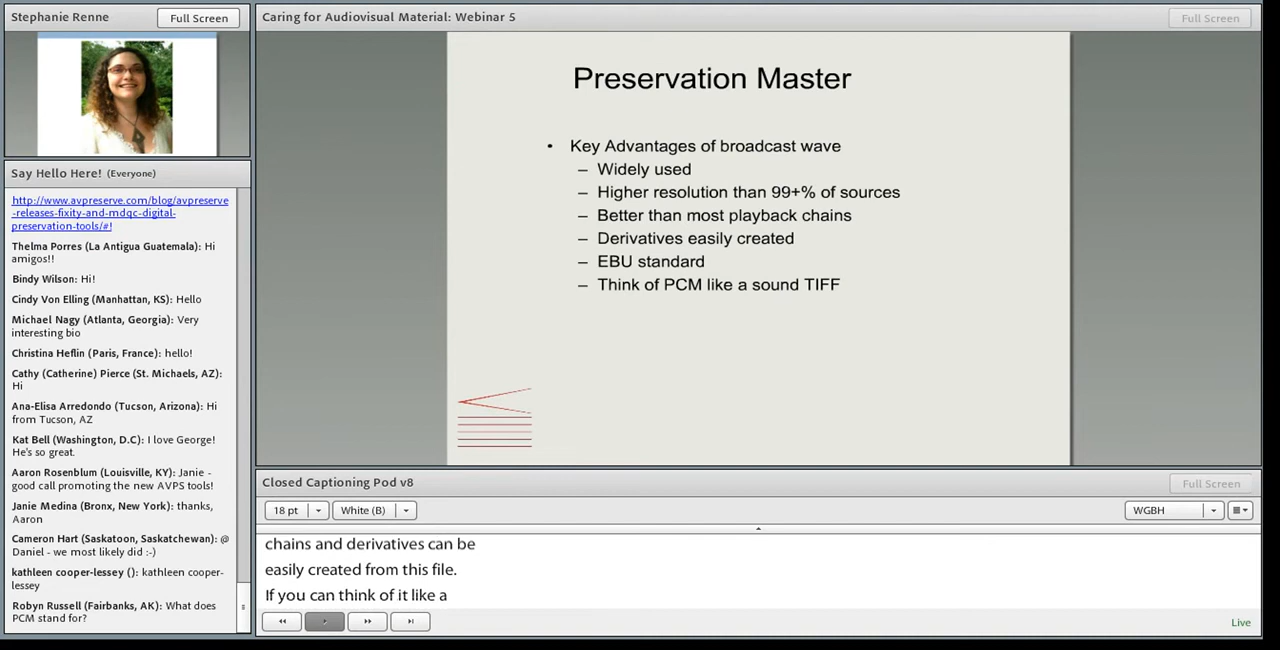 Stephanie Renne
Full Screen
Say Hello Here! (Everyone)
http://www.avpreserve.com/blog/avpreserve
-releases-fixity-and-mdqc-digital-
preservation-tools/#!
Thelma Porres (La Antigua Guatemala): Hi
amigos!!
Bindy Wilson: Hi!
Cindy Von Elling (Manhattan, KS): Hello
Michael Nagy (Atlanta, Georgia): Very
interesting bio
Christina Heflin (Paris, France): hello!
Cathy (Catherine) Pierce (St. Michaels, AZ):
Hi
Ana-Elisa Arredondo (Tucson, Arizona): Hi
from Tucson, AZ
Kat Bell (Washington, D.C): I love George!
He's so great.
Aaron Rosenblum (Louisville, KY): Janie -
good call promoting the new AVPS tools!
Janie Medina (Bronx, New York): thanks,
Aaron
Cameron Hart (Saskatoon, Saskatchewan): @
Daniel - we most likely did :-)
kathleen cooper-lessey (): kathleen cooper-
lessey
Robyn Russell (Fairbanks, AK): What does
PCM stand for?
Caring for Audiovisual Material: Webinar 5
Full Screen
Preservation Master
• Key Advantages of broadcast wave
– Widely used
– Higher resolution than 99+% of sources
– Better than most playback chains
– Derivatives easily created
– EBU standard
– Think of PCM like a sound TIFF
Closed Captioning Pod v8
Full Screen
18 pt
White (B)
WGBH
chains and derivatives can be
easily created from this file.
If you can think of it like a
Live